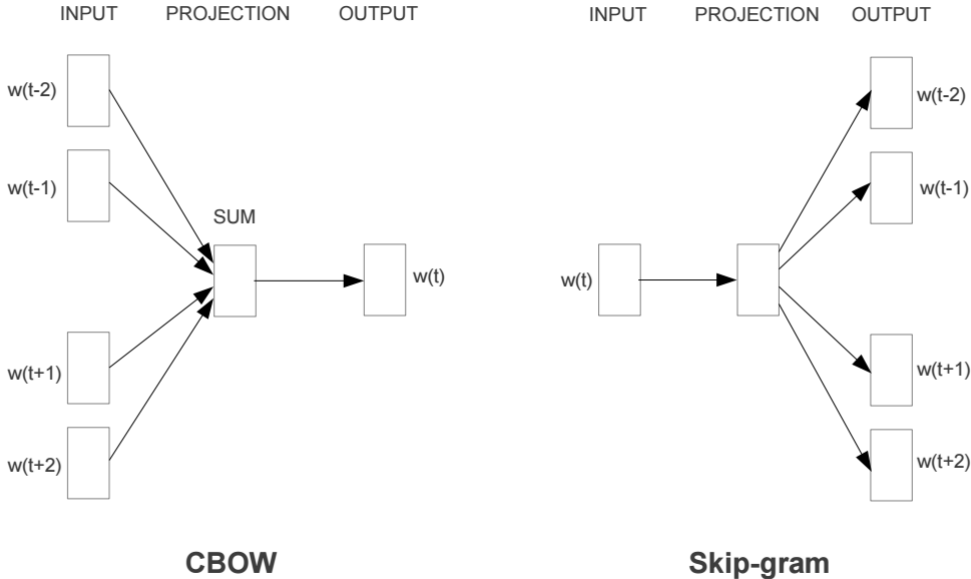 INPUT PROJECTION OUTPUT
w(t-2)
w(t-1)
SUM
w(t)
w(t+1)
w(t+2)
CBOW
INPUT PROJECTION OUTPUT
w(t-2)
w(t-1)
w(t)
w(t+1)
w(t+2)
Skip-gram